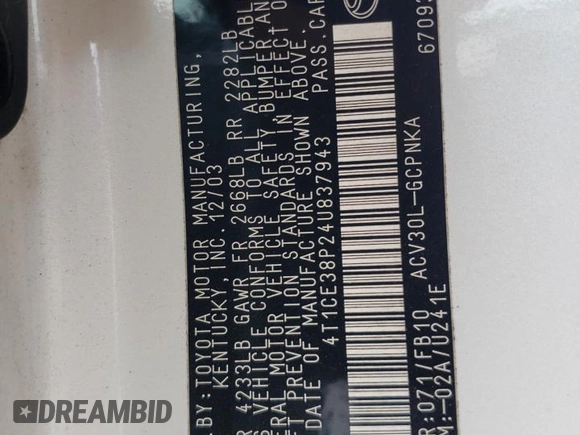 . BY: TOYOTA MOTOR MANUFACTURING,
KENTUCKY, INC. 12/03
R 4233LB GAWR FR 2668LB RR 2282LB
S VEHICLE CONFORMS TO ALL APPLICABLE
ERAL MOTOR VEHICLE SAFETY BUMPER AN
T PREVENTION STANDARDS IN EFFECT O
DATE OF MANUFACTURE SHOWN ABOVE.
4T1CE38P24U837943 PASS. CAR
R:071/FB10 ACV30L-GCPNKA
M:-02A/U241E 6709
DREAMBID